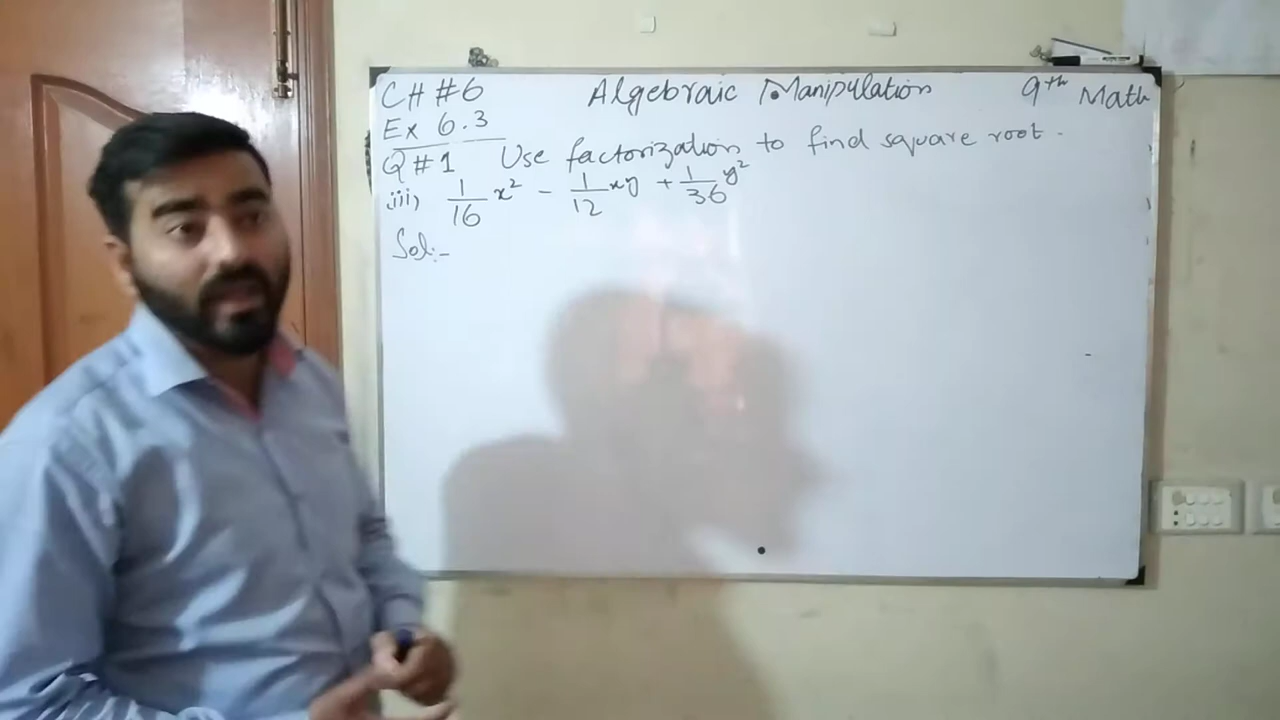 CH #6 Algebraic Manipulation 9th Math
Ex 6.3
Q #1 Use factorization to find square root.
iii) 1/16 x² - 1/12 xy + 1/36 y²
Sol:-